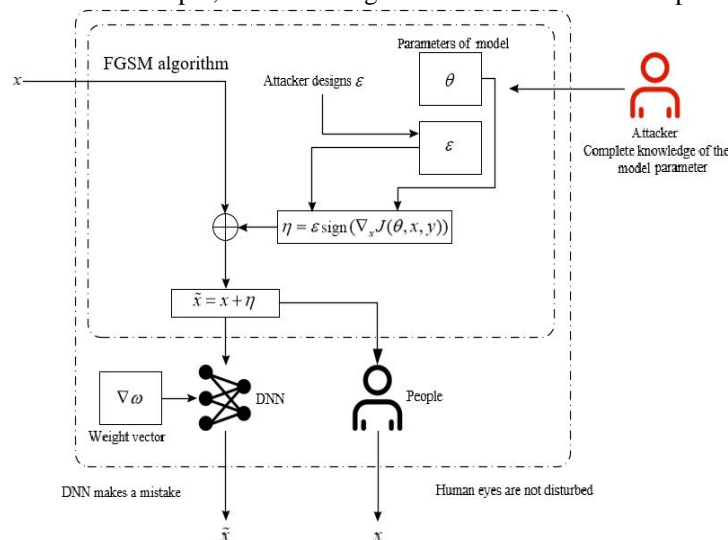 Parameters of model
FGSM algorithm
x
Attacker designs ε
θ
ε
Attacker
Complete knowledge of the
model parameter
η = ε sign (∇ₓJ(θ, x, y))
x̃ = x + η
∇ω
DNN
People
Weight vector
DNN makes a mistake
Human eyes are not disturbed
x̃
x